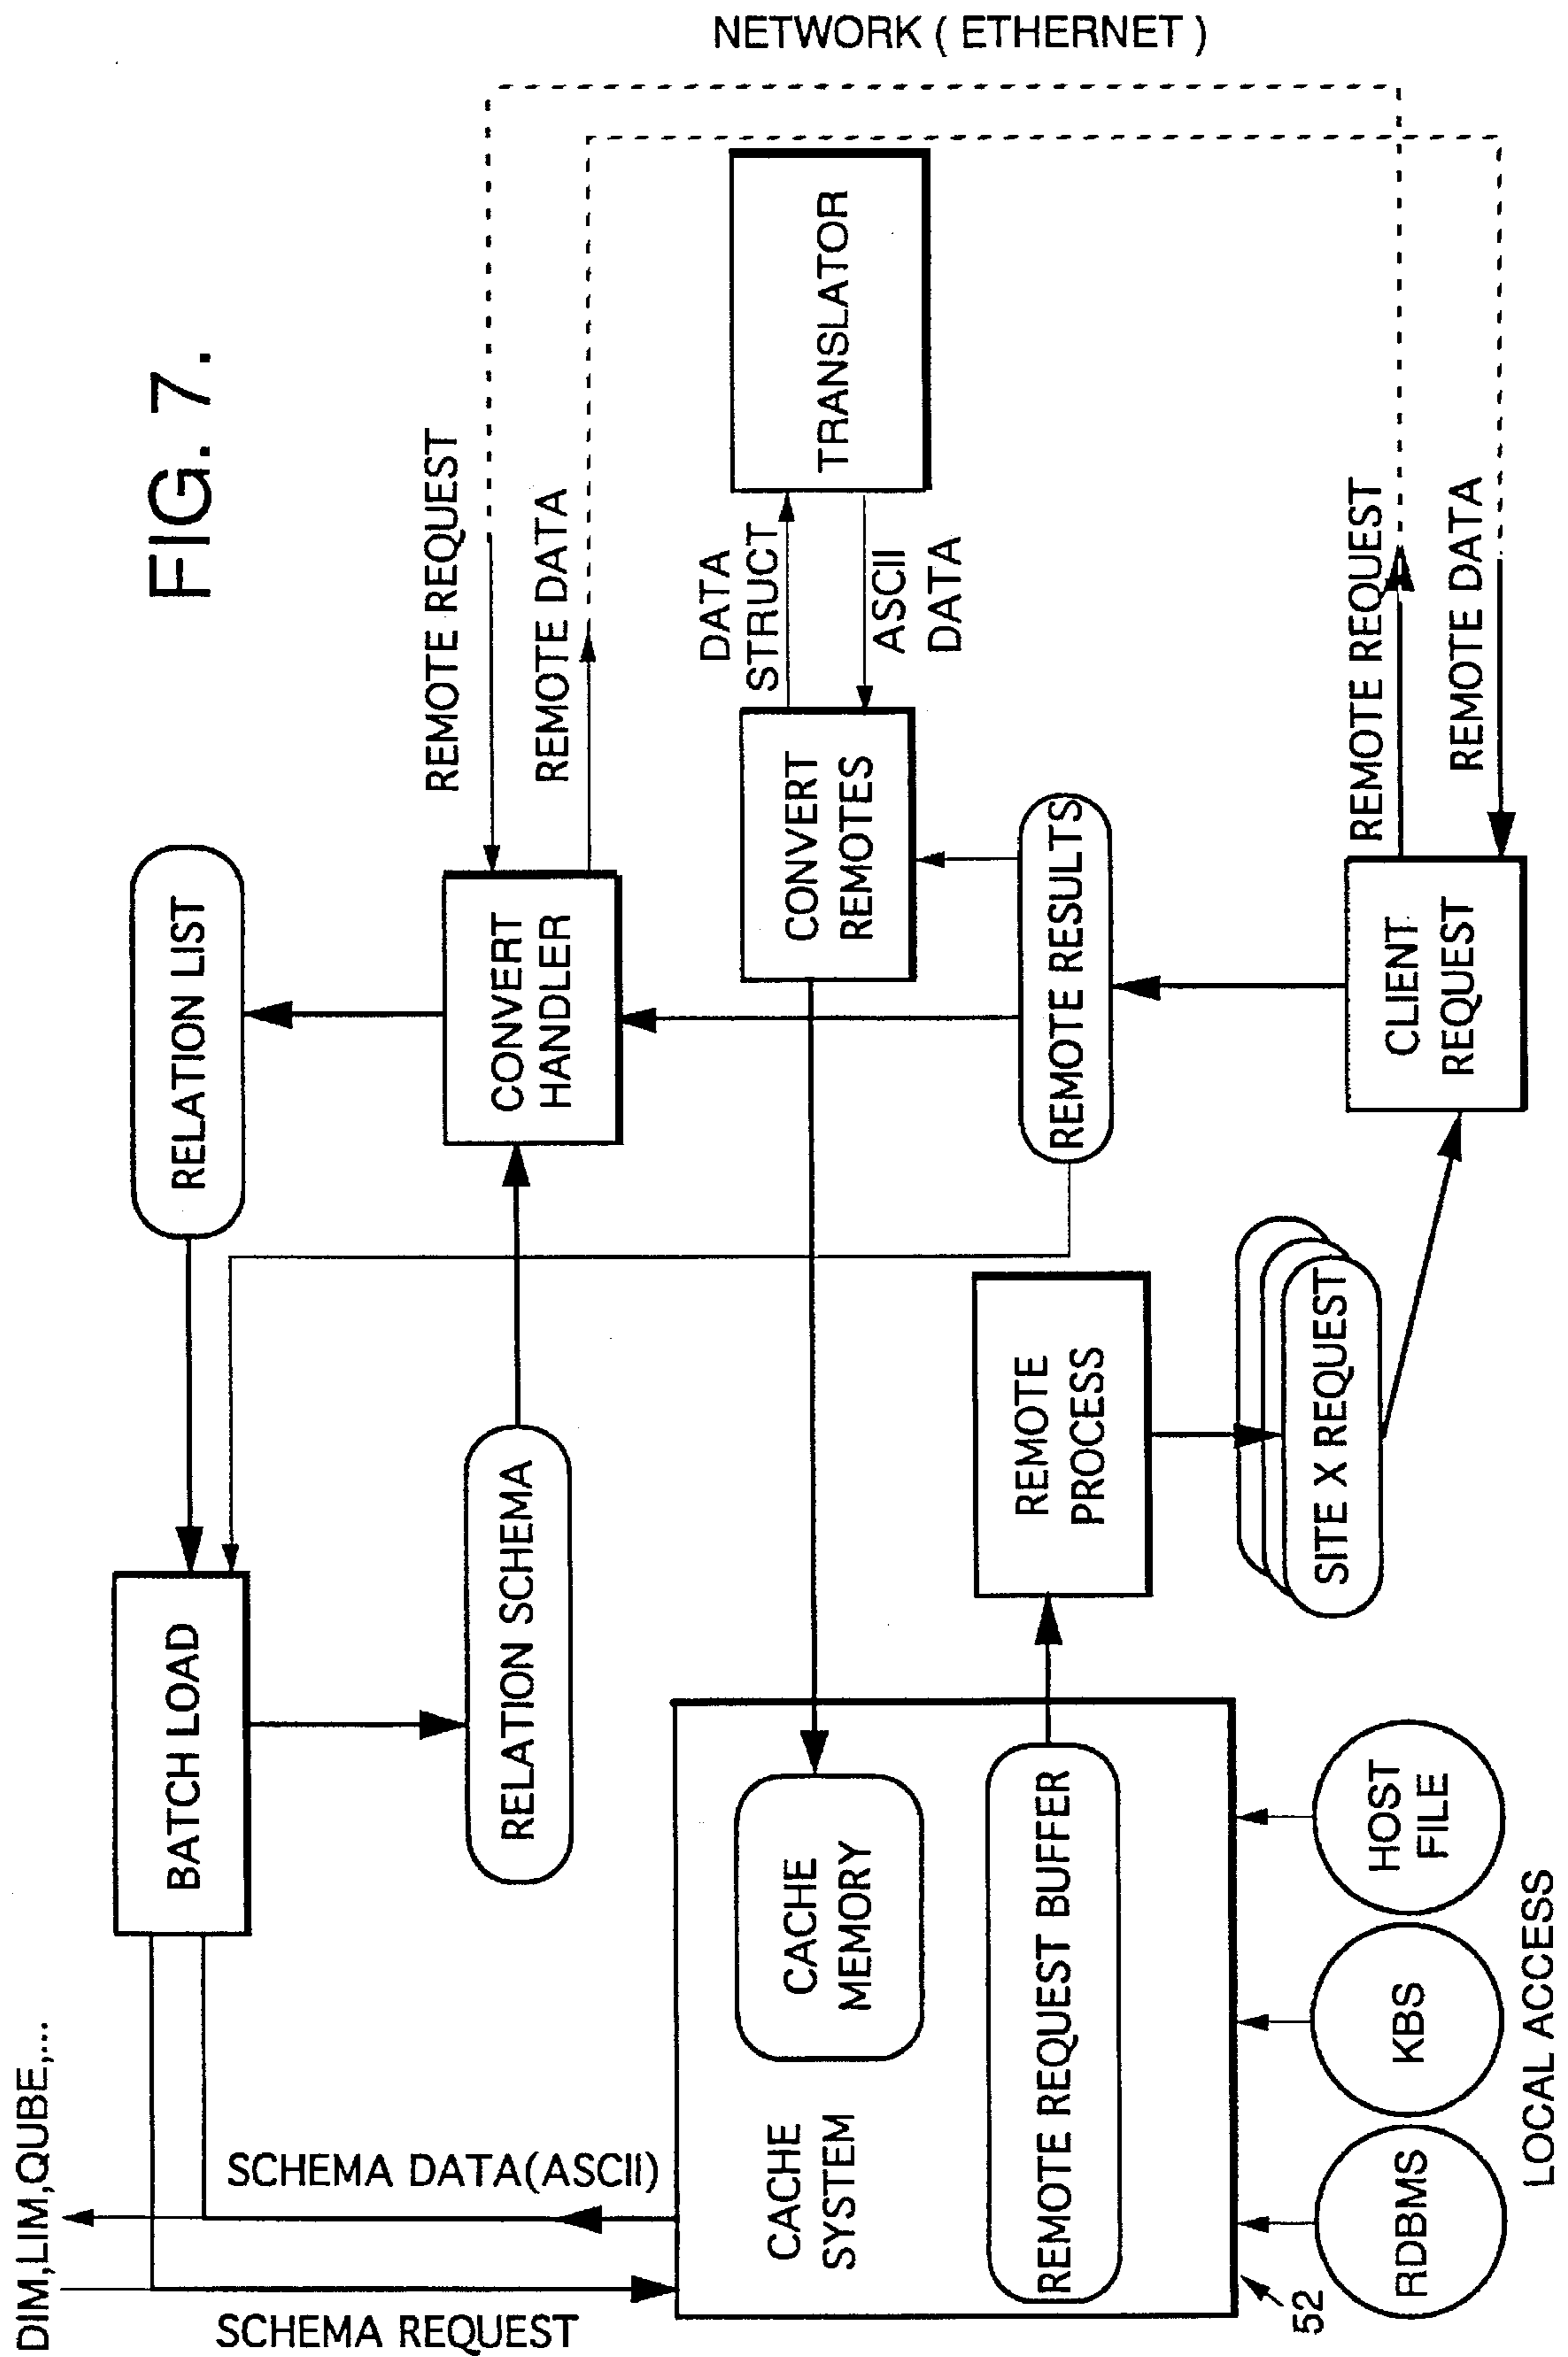 FIG. 7.
DIM,LIM,QUBE,...
SCHEMA REQUEST
SCHEMA DATA(ASCII)
BATCH LOAD
RELATION LIST
RELATION SCHEMA
CONVERT
HANDLER
REMOTE REQUEST
REMOTE DATA
NETWORK ( ETHERNET )
CACHE
SYSTEM
CACHE
MEMORY
CONVERT
REMOTES
DATA
STRUCT
ASCII
DATA
TRANSLATOR
REMOTE REQUEST BUFFER
REMOTE
PROCESS
REMOTE RESULTS
SITE X REQUEST
CLIENT
REQUEST
REMOTE REQUEST
REMOTE DATA
52
RDBMS
KBS
HOST
FILE
LOCAL ACCESS